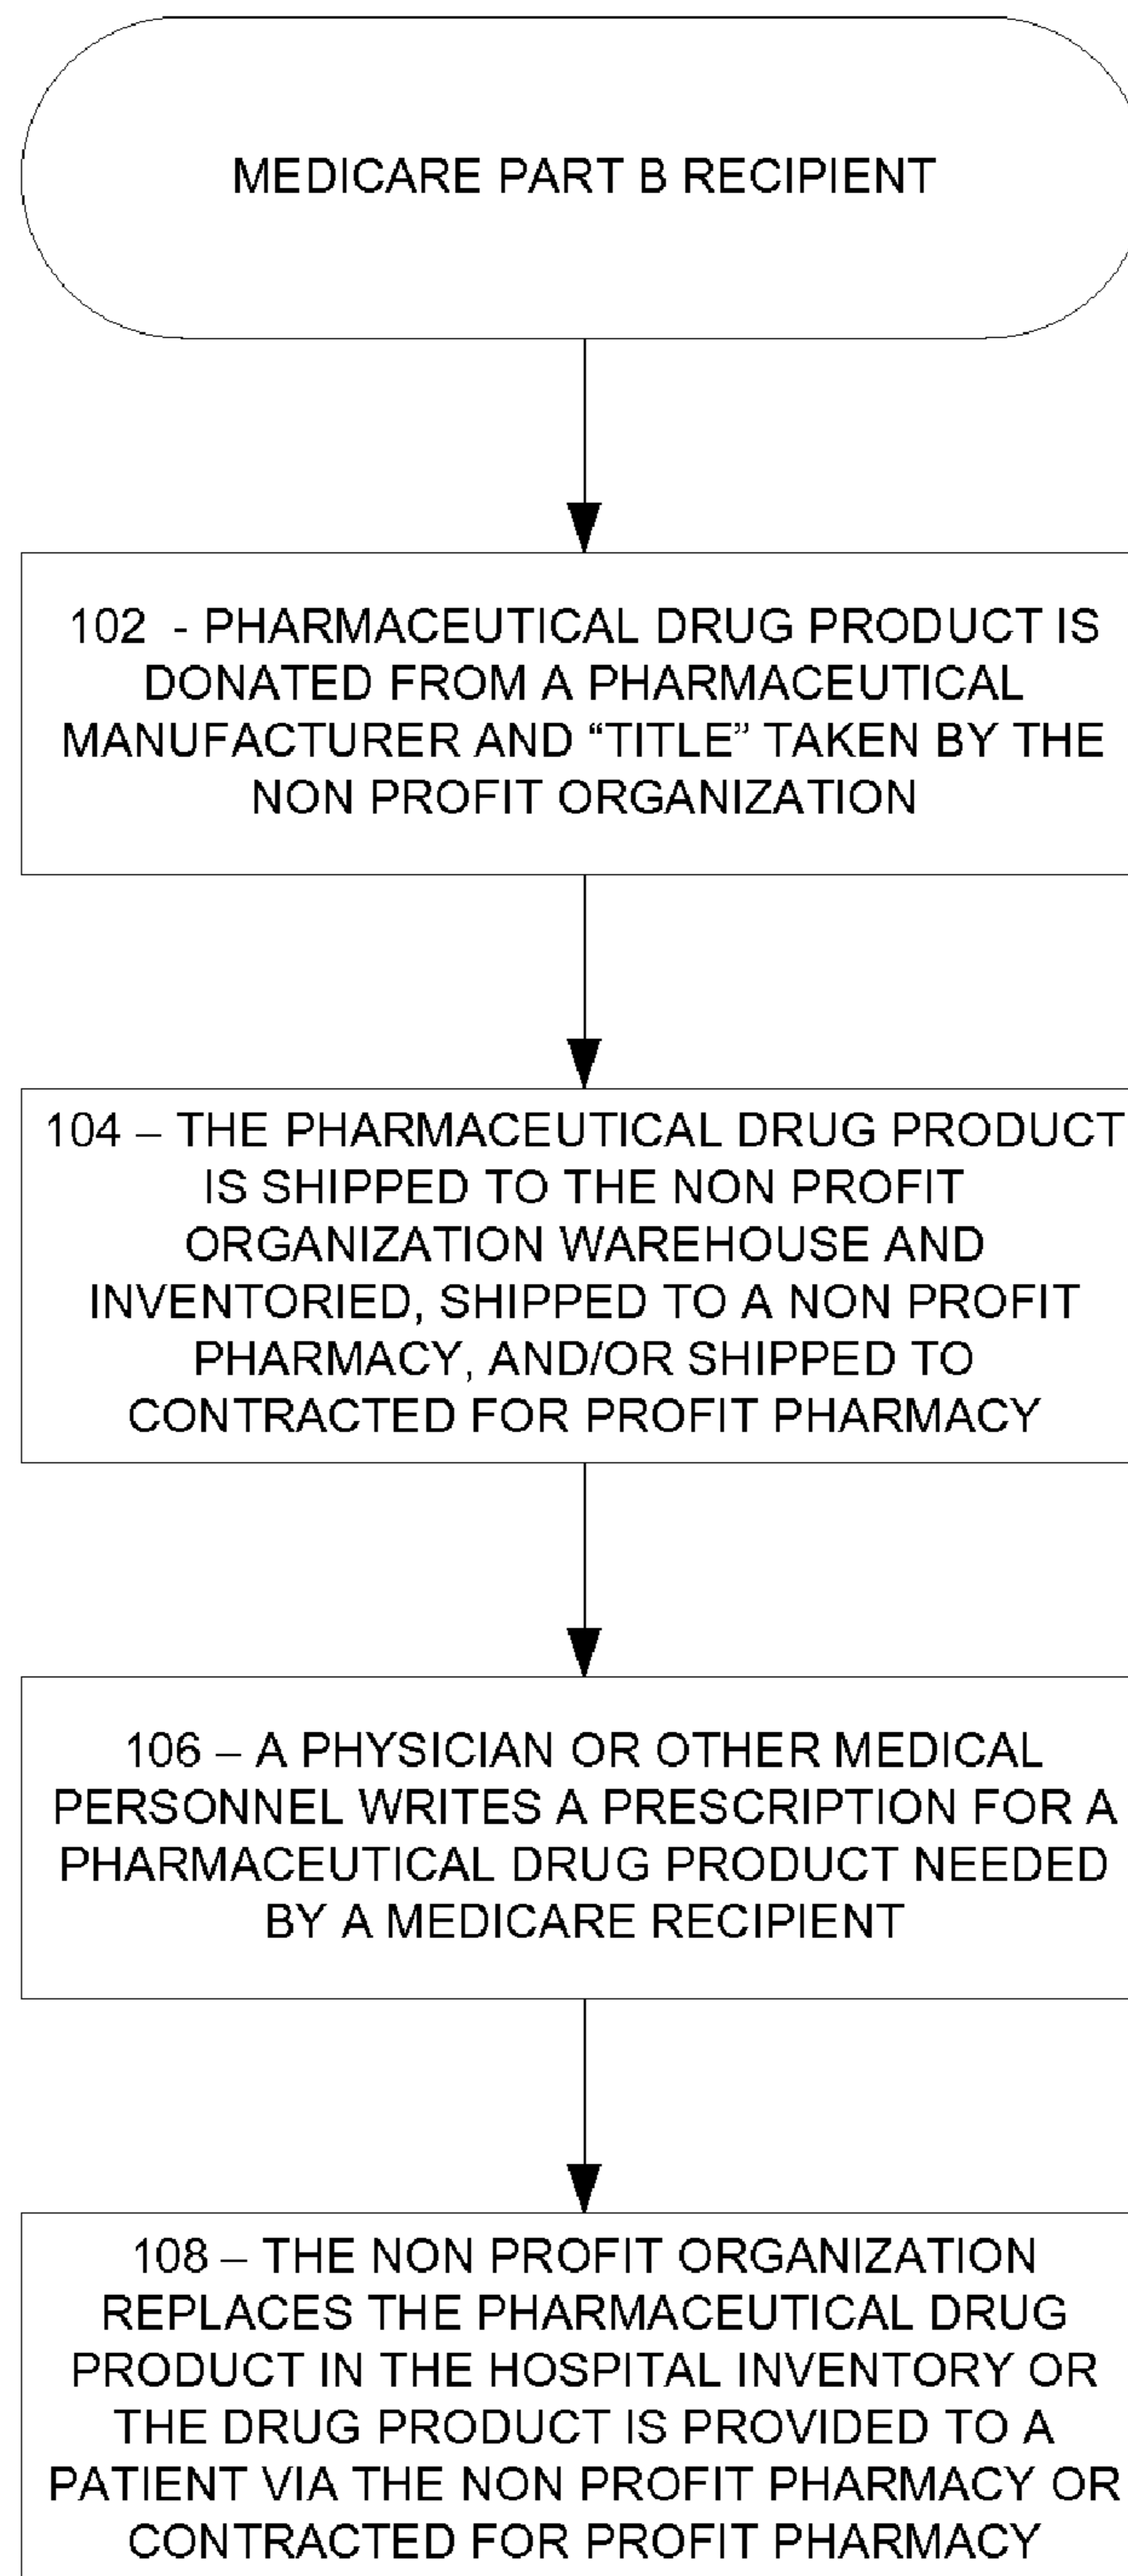 MEDICARE PART B RECIPIENT
102 - PHARMACEUTICAL DRUG PRODUCT IS
DONATED FROM A PHARMACEUTICAL
MANUFACTURER AND “TITLE” TAKEN BY THE
NON PROFIT ORGANIZATION
104 – THE PHARMACEUTICAL DRUG PRODUCT
IS SHIPPED TO THE NON PROFIT
ORGANIZATION WAREHOUSE AND
INVENTORIED, SHIPPED TO A NON PROFIT
PHARMACY, AND/OR SHIPPED TO
CONTRACTED FOR PROFIT PHARMACY
106 – A PHYSICIAN OR OTHER MEDICAL
PERSONNEL WRITES A PRESCRIPTION FOR A
PHARMACEUTICAL DRUG PRODUCT NEEDED
BY A MEDICARE RECIPIENT
108 – THE NON PROFIT ORGANIZATION
REPLACES THE PHARMACEUTICAL DRUG
PRODUCT IN THE HOSPITAL INVENTORY OR
THE DRUG PRODUCT IS PROVIDED TO A
PATIENT VIA THE NON PROFIT PHARMACY OR
CONTRACTED FOR PROFIT PHARMACY